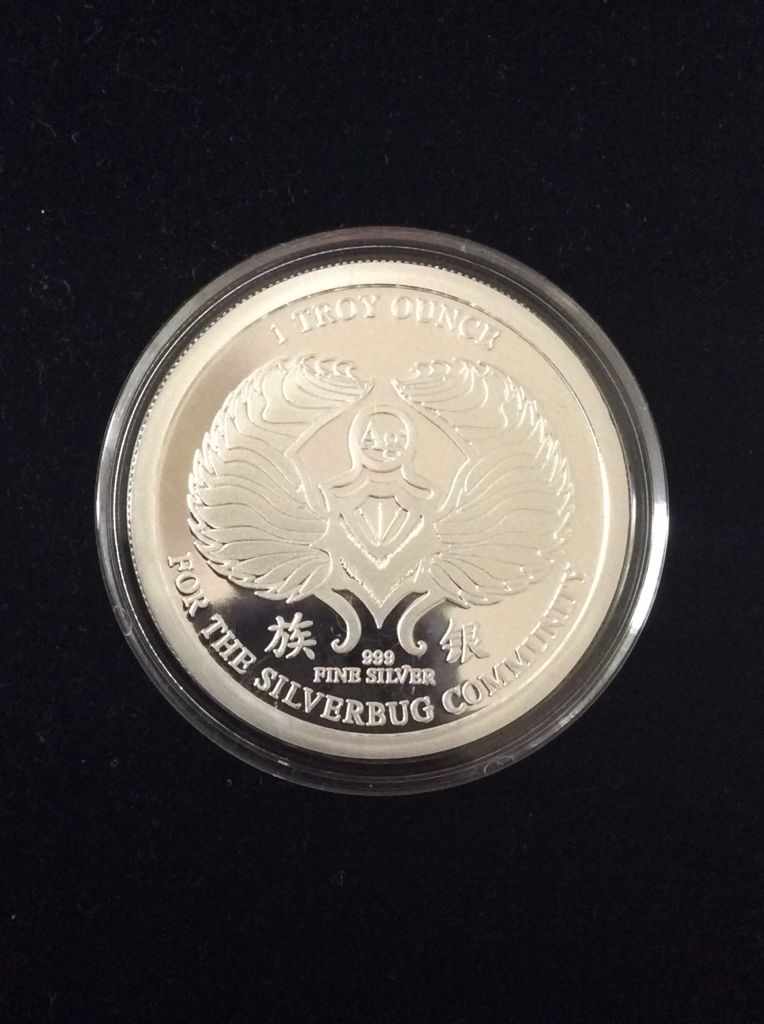 1 TROY OUNCE
Ag
族 银
999
FINE SILVER
FOR THE SILVERBUG COMMUNITY